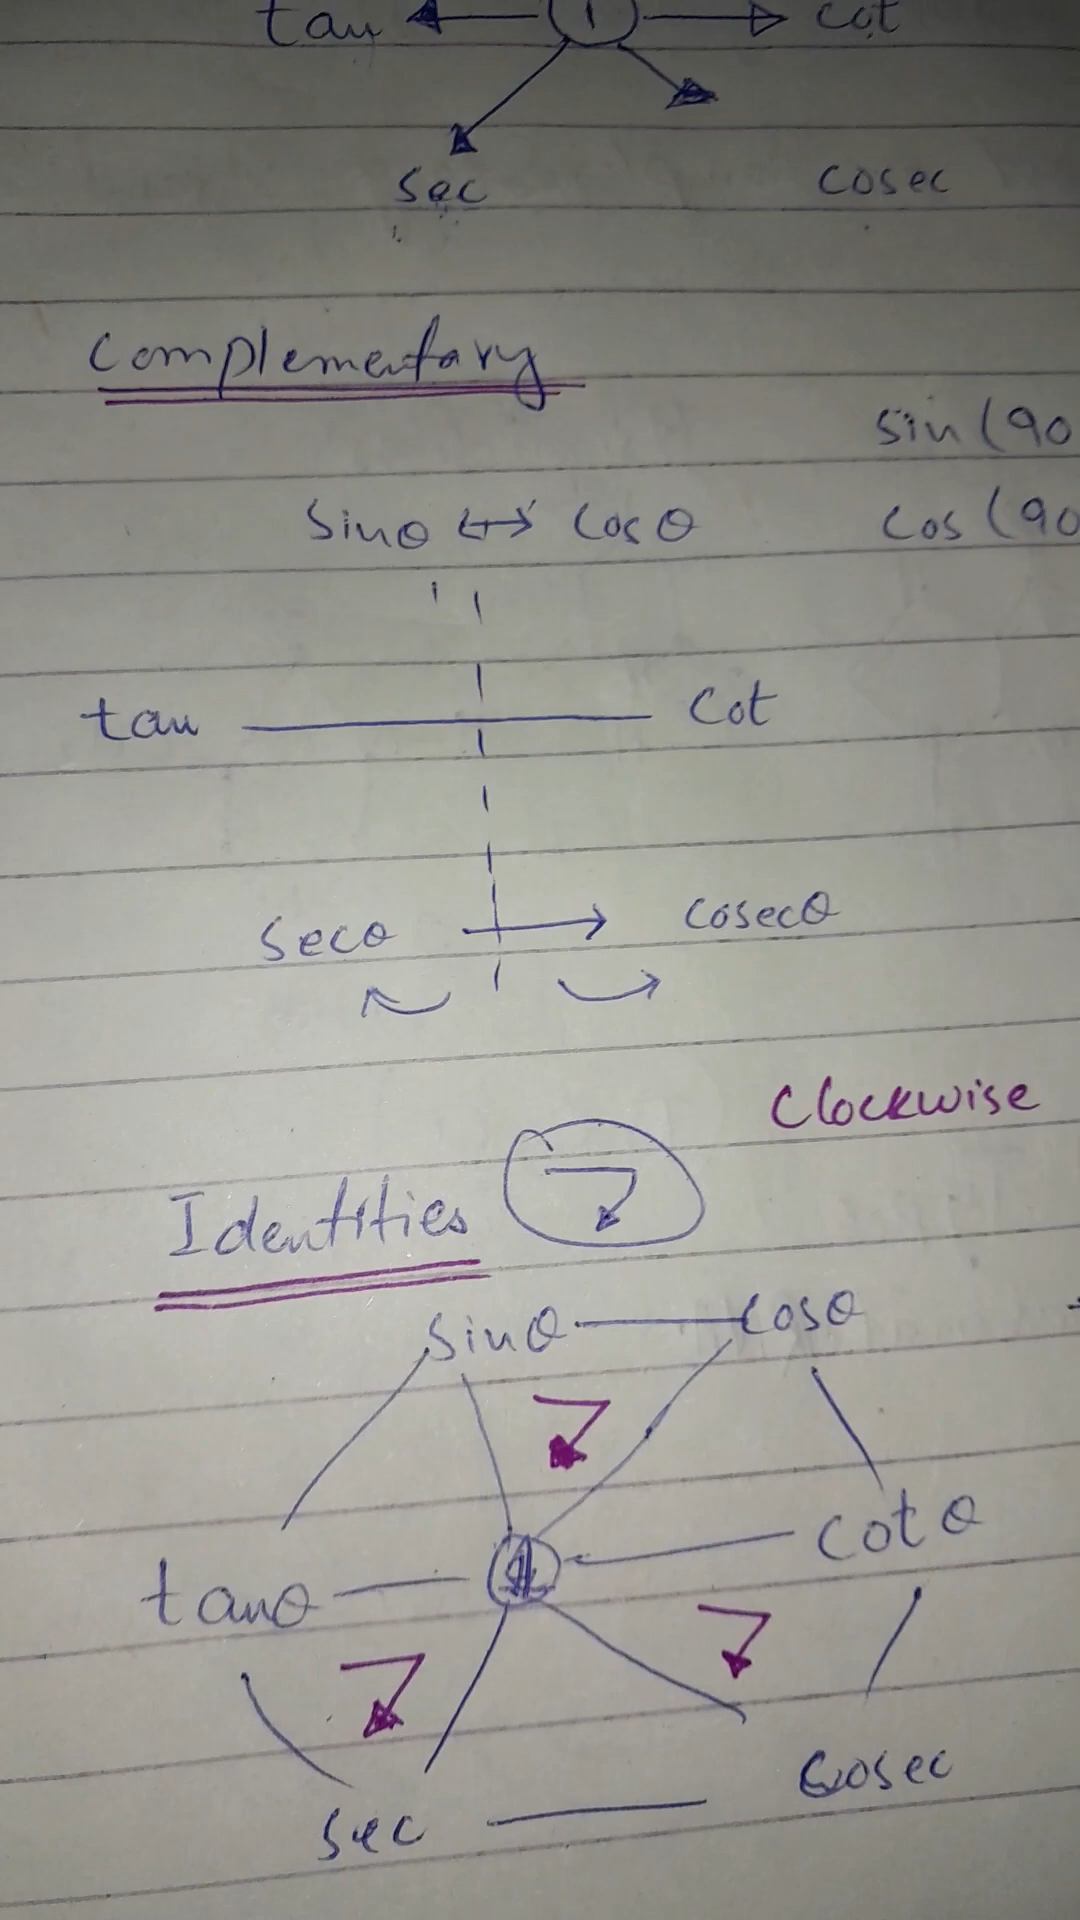 tan 1 cot
sec cosec
Complementary
sin (90
sinθ ↔ cosθ cos (90
tan cot
secθ → cosecθ
Clockwise
Identities
sinθ cosθ
tanθ 1 cotθ
sec cosec